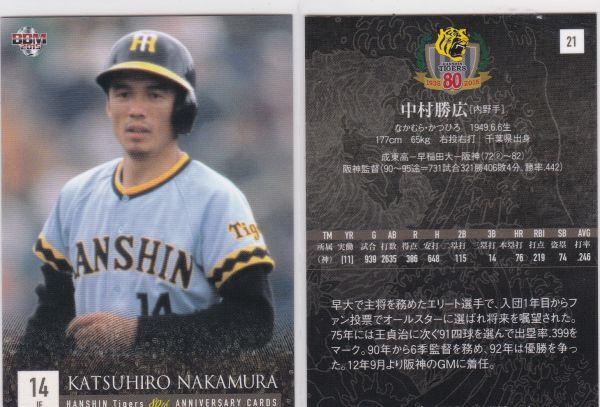 TH
BBM
2015
Tige
HANSHIN
14
14
IF
KATSUHIRO NAKAMURA
HANSHIN Tigers 80th ANNIVERSARY CARDS
21
HANSHIN
TIGERS
1935 80 2015
中村勝広[内野手]
なかむら・かつひろ 1949.6.6生
177cm 65kg 右投右打 千葉県出身
成東高―早稲田大―阪神(72②～82)
阪神監督(90～95途=731試合321勝406敗4分、勝率.442)
TM YR G AB R H 2B 3B HR RBI SB AVG
所属 実働 試合 打数 得点 安打 二塁打 三塁打 本塁打 打点 盗塁 打率
(神) [11] 939 2635 386 648 115 14 76 219 74 .246
早大で主将を務めたエリート選手で、入団1年目から
ファン投票でオールスターに選ばれ将来を嘱望された。
75年には王貞治に次ぐ91四球を選んで出塁率.399を
マーク。90年から6季監督を務め、92年は優勝を争っ
た。12年9月より阪神のGMに着任。